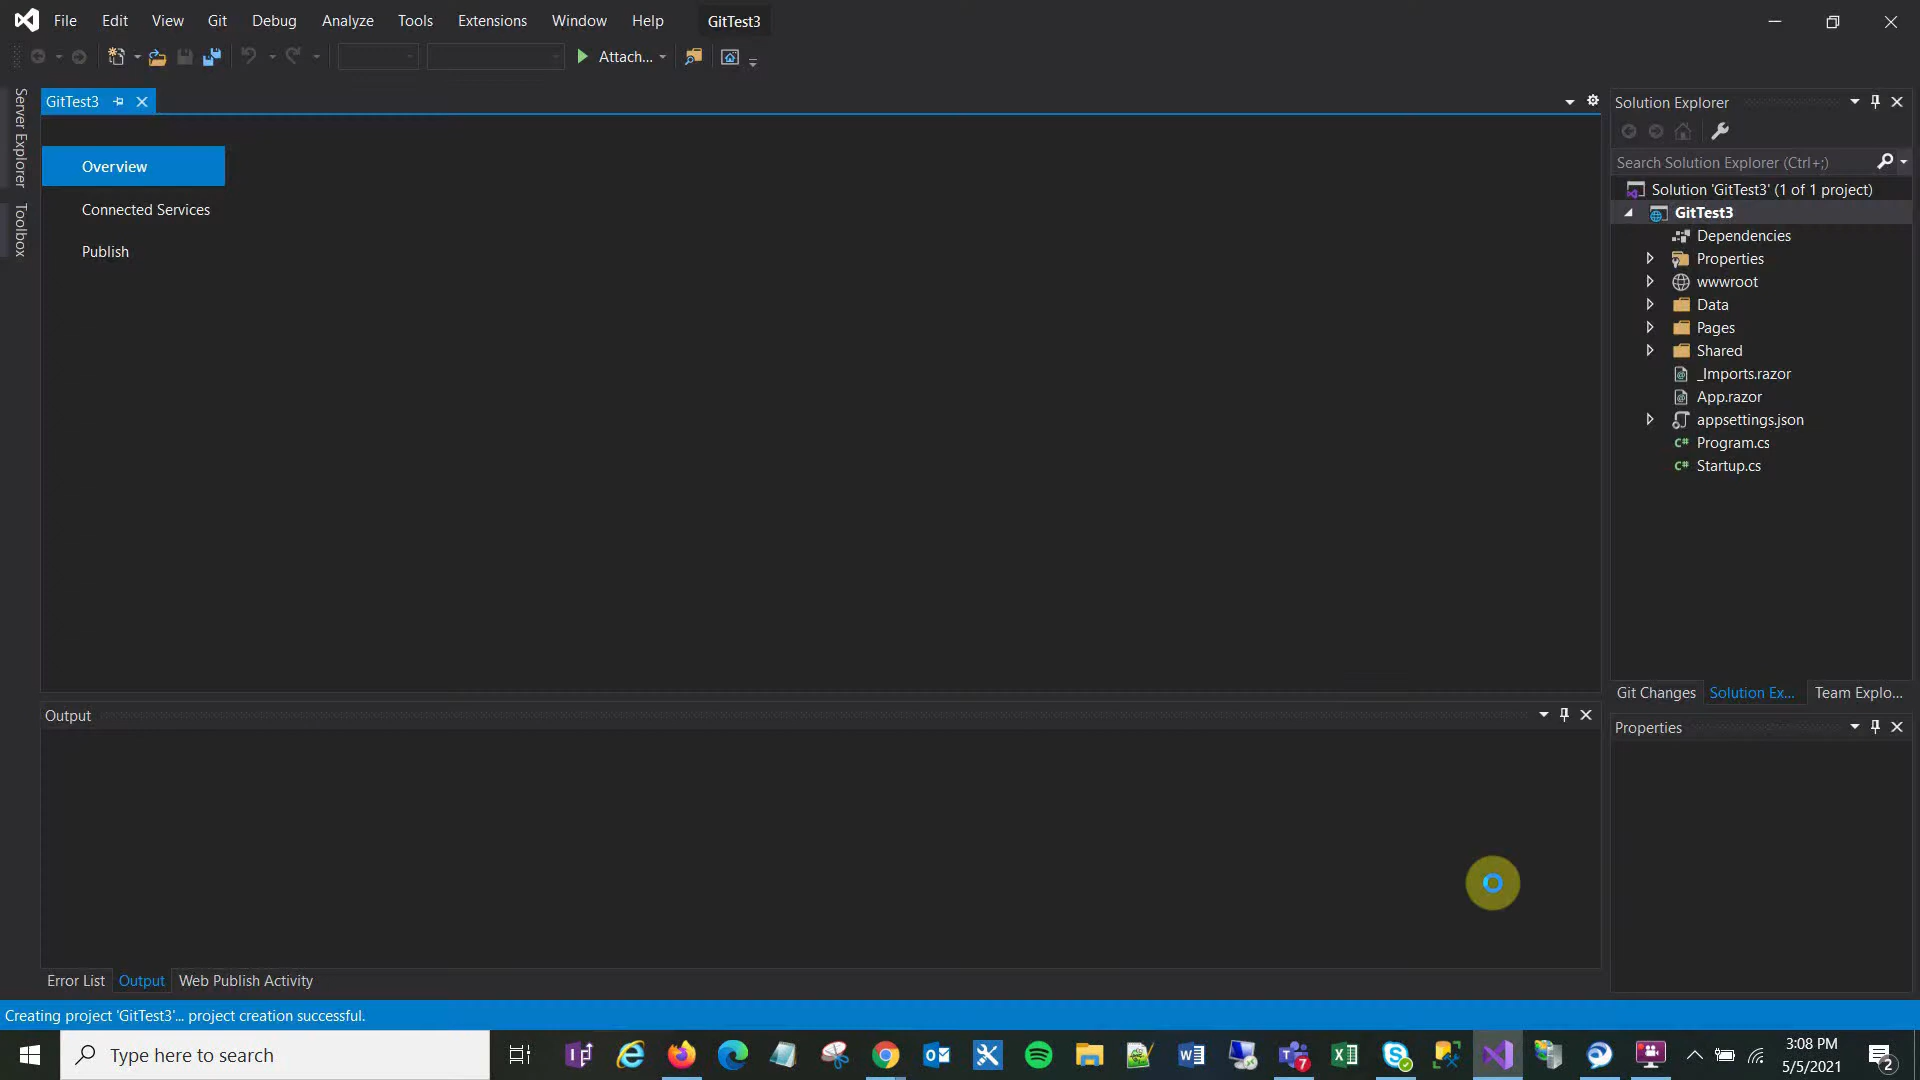 File Edit View Git Debug Analyze Tools Extensions Window Help GitTest3
Attach...
Server Explorer
Toolbox
GitTest3
Overview
Connected Services
Publish
Solution Explorer
Search Solution Explorer (Ctrl+;)
Solution 'GitTest3' (1 of 1 project)
GitTest3
Dependencies
Properties
wwwroot
Data
Pages
Shared
_Imports.razor
App.razor
appsettings.json
C# Program.cs
C# Startup.cs
Git Changes Solution Ex... Team Explo...
Output
Properties
Error List Output Web Publish Activity
Creating project 'GitTest3'... project creation successful.
Type here to search
7
3:08 PM
5/5/2021
2